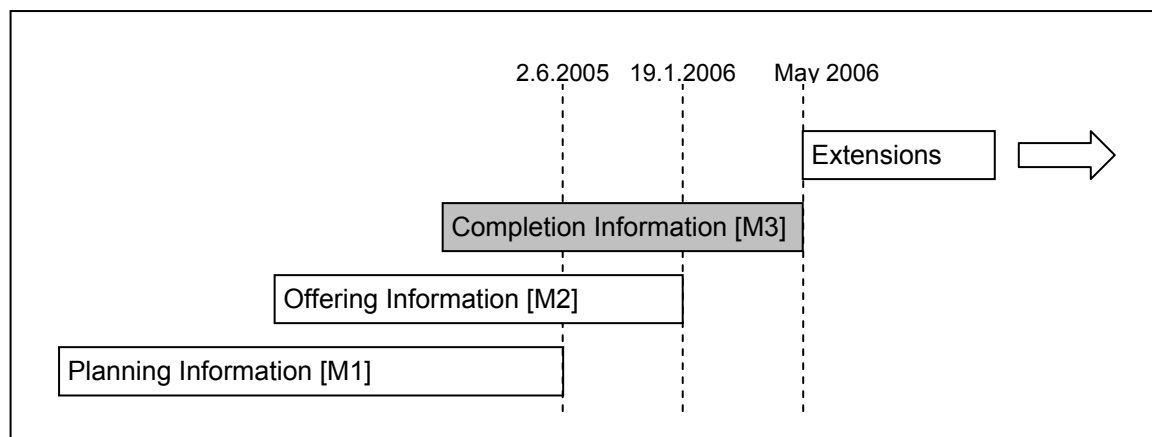 2.6.2005 19.1.2006 May 2006
Extensions
Completion Information [M3]
Offering Information [M2]
Planning Information [M1]